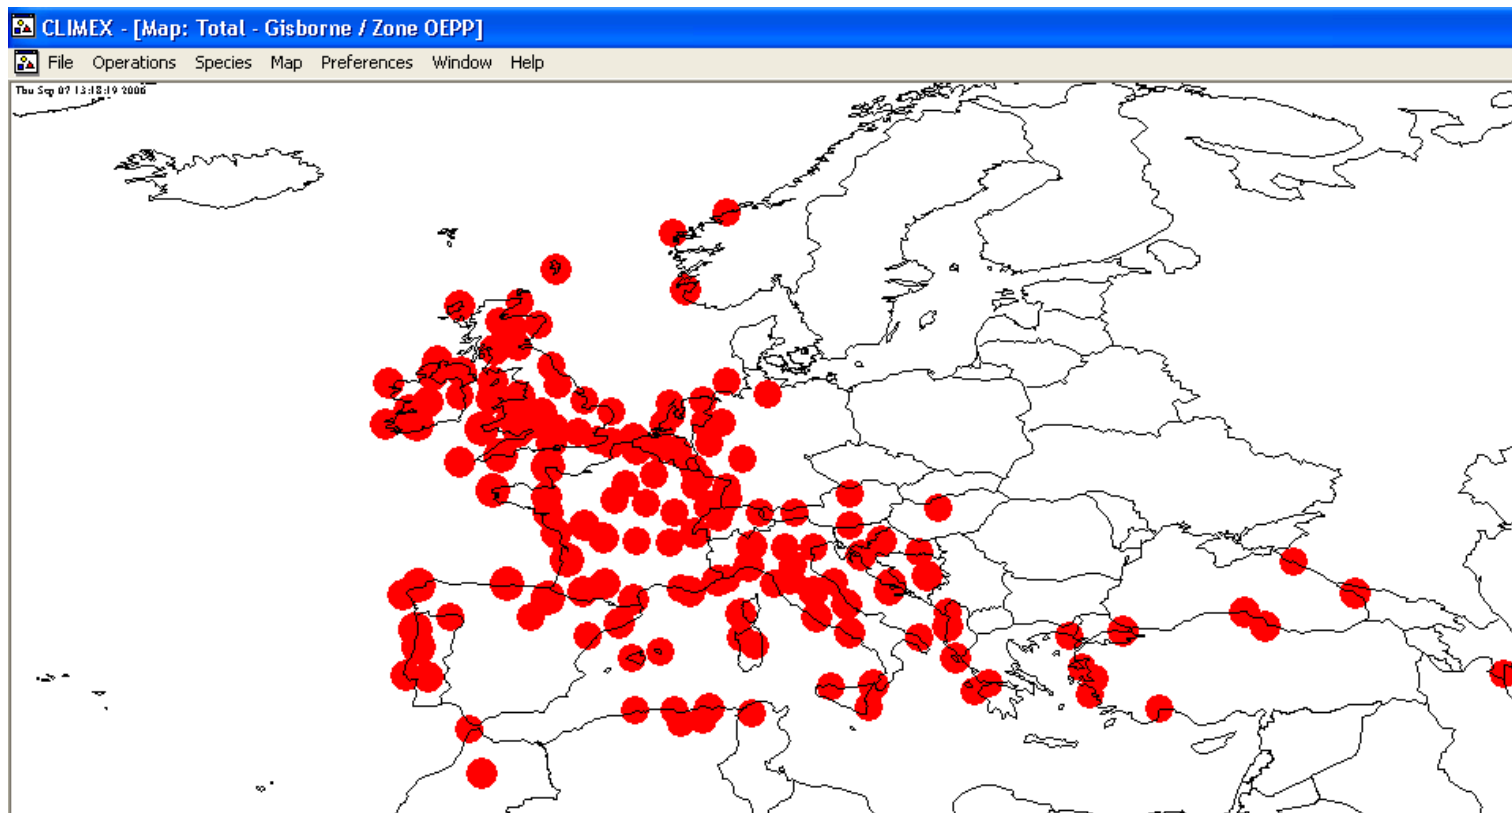 CLIMEX - [Map: Total - Gisborne / Zone OEPP]
File Operations Species Map Preferences Window Help
Thu Sep 07 13:18:19 2006